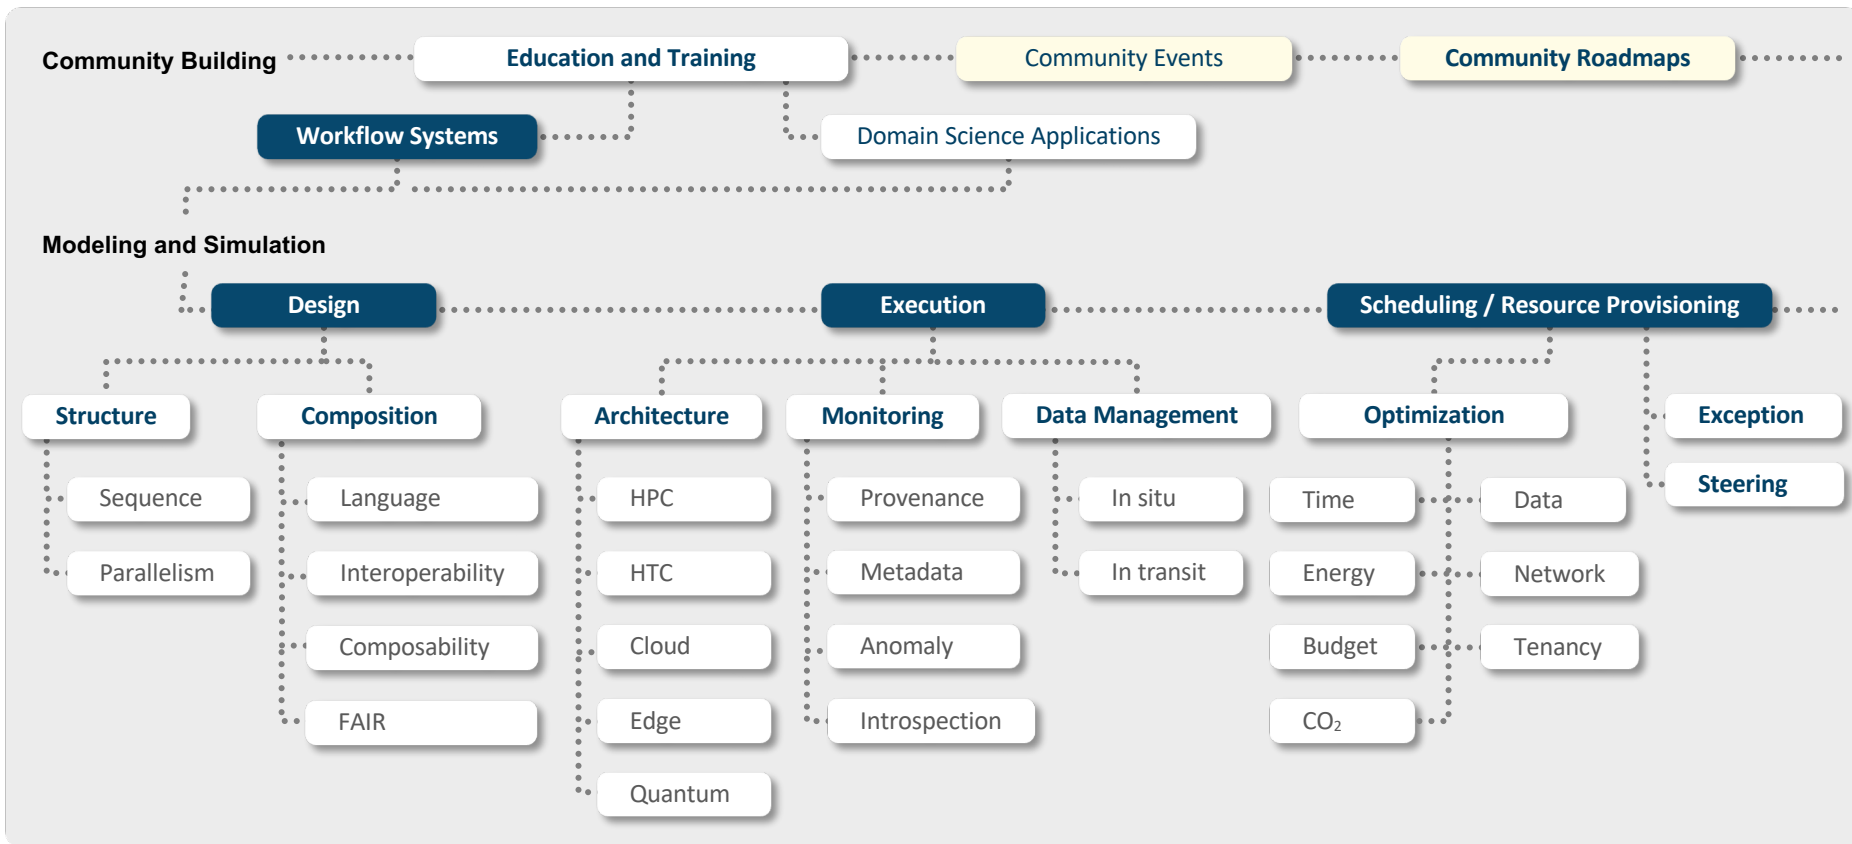 Community Building
Education and Training
Community Events
Community Roadmaps
Workflow Systems
Domain Science Applications
Modeling and Simulation
Design
Execution
Scheduling / Resource Provisioning
Structure
Composition
Architecture
Monitoring
Data Management
Optimization
Exception
Steering
Sequence
Parallelism
Language
Interoperability
Composability
FAIR
HPC
HTC
Cloud
Edge
Quantum
Provenance
Metadata
Anomaly
Introspection
In situ
In transit
Time
Energy
Budget
CO₂
Data
Network
Tenancy